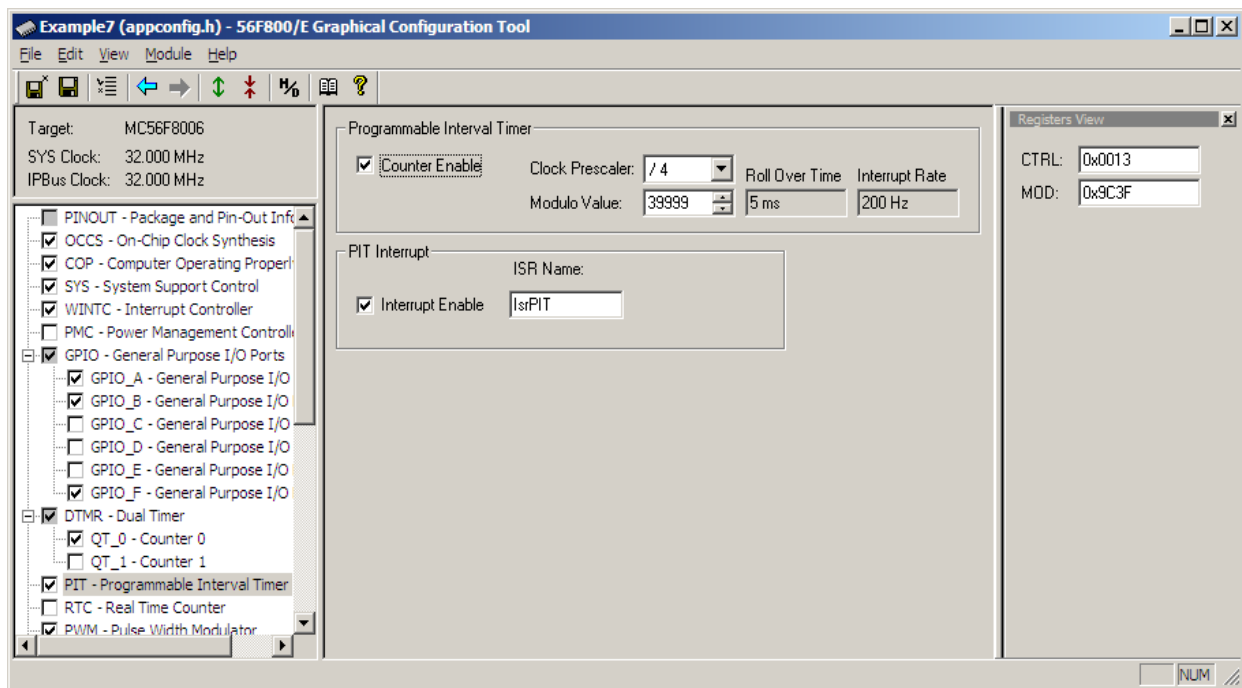 Example7 (appconfig.h) - 56F800/E Graphical Configuration Tool
File Edit View Module Help
Target: MC56F8006
SYS Clock: 32.000 MHz
IPBus Clock: 32.000 MHz
PINOUT - Package and Pin-Out Info
OCCS - On-Chip Clock Synthesis
COP - Computer Operating Properl
SYS - System Support Control
WINTC - Interrupt Controller
PMC - Power Management Controll
GPIO - General Purpose I/O Ports
GPIO_A - General Purpose I/O
GPIO_B - General Purpose I/O
GPIO_C - General Purpose I/O
GPIO_D - General Purpose I/O
GPIO_E - General Purpose I/O
GPIO_F - General Purpose I/O
DTMR - Dual Timer
QT_0 - Counter 0
QT_1 - Counter 1
PIT - Programmable Interval Timer
RTC - Real Time Counter
PWM - Pulse Width Modulator
Programmable Interval Timer
Counter Enable
Clock Prescaler: / 4
Roll Over Time Interrupt Rate
Modulo Value: 39999 5 ms 200 Hz
PIT Interrupt
ISR Name:
Interrupt Enable IsrPIT
Registers View
CTRL: 0x0013
MOD: 0x9C3F
NUM